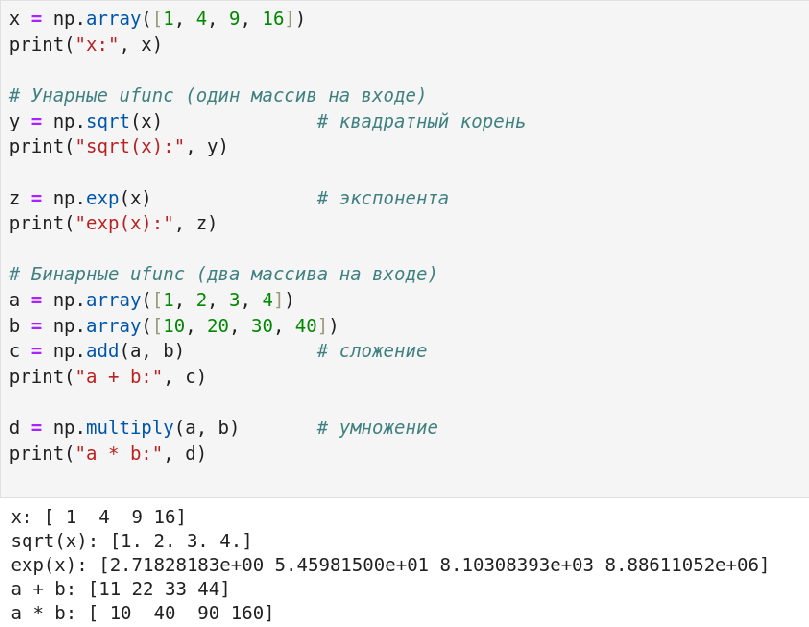 x = np.array([1, 4, 9, 16])
print("x:", x)
# Унарные ufunc (один массив на входе)
y = np.sqrt(x)              # квадратный корень
print("sqrt(x):", y)
z = np.exp(x)               # экспонента
print("exp(x):", z)
# Бинарные ufunc (два массива на входе)
a = np.array([1, 2, 3, 4])
b = np.array([10, 20, 30, 40])
c = np.add(a, b)            # сложение
print("a + b:", c)
d = np.multiply(a, b)       # умножение
print("a * b:", d)
x: [ 1  4  9 16]
sqrt(x): [1. 2. 3. 4.]
exp(x): [2.71828183e+00 5.45981500e+01 8.10308393e+03 8.88611052e+06]
a + b: [11 22 33 44]
a * b: [ 10  40  90 160]